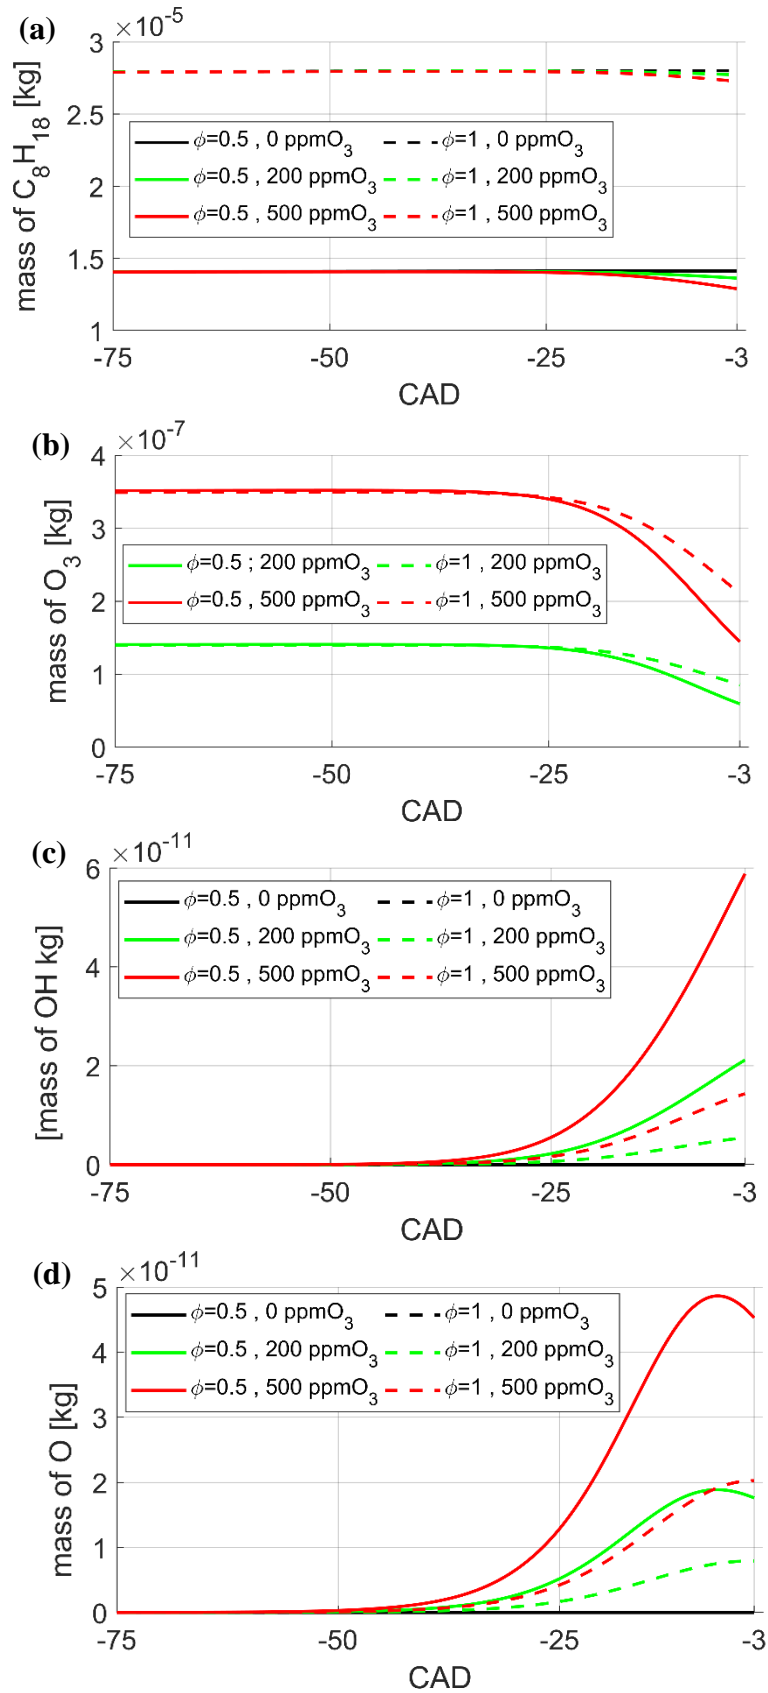 (a)
×10⁻⁵
3
2.5
2
1.5
1
mass of C₈H₁₈ [kg]
ϕ=0.5 , 0 ppmO₃ ϕ=1 , 0 ppmO₃
ϕ=0.5 , 200 ppmO₃ ϕ=1 , 200 ppmO₃
ϕ=0.5 , 500 ppmO₃ ϕ=1 , 500 ppmO₃
-75 -50 -25 -3
CAD
(b)
×10⁻⁷
4
3
2
1
0
mass of O₃ [kg]
ϕ=0.5 ; 200 ppmO₃ ϕ=1 , 200 ppmO₃
ϕ=0.5 , 500 ppmO₃ ϕ=1 , 500 ppmO₃
-75 -50 -25 -3
CAD
(c)
×10⁻¹¹
6
4
2
0
[mass of OH kg]
ϕ=0.5 , 0 ppmO₃ ϕ=1 , 0 ppmO₃
ϕ=0.5 , 200 ppmO₃ ϕ=1 , 200 ppmO₃
ϕ=0.5 , 500 ppmO₃ ϕ=1 , 500 ppmO₃
-75 -50 -25 -3
CAD
(d)
×10⁻¹¹
5
4
3
2
1
0
mass of O [kg]
ϕ=0.5 , 0 ppmO₃ ϕ=1 , 0 ppmO₃
ϕ=0.5 , 200 ppmO₃ ϕ=1 , 200 ppmO₃
ϕ=0.5 , 500 ppmO₃ ϕ=1 , 500 ppmO₃
-75 -50 -25 -3
CAD